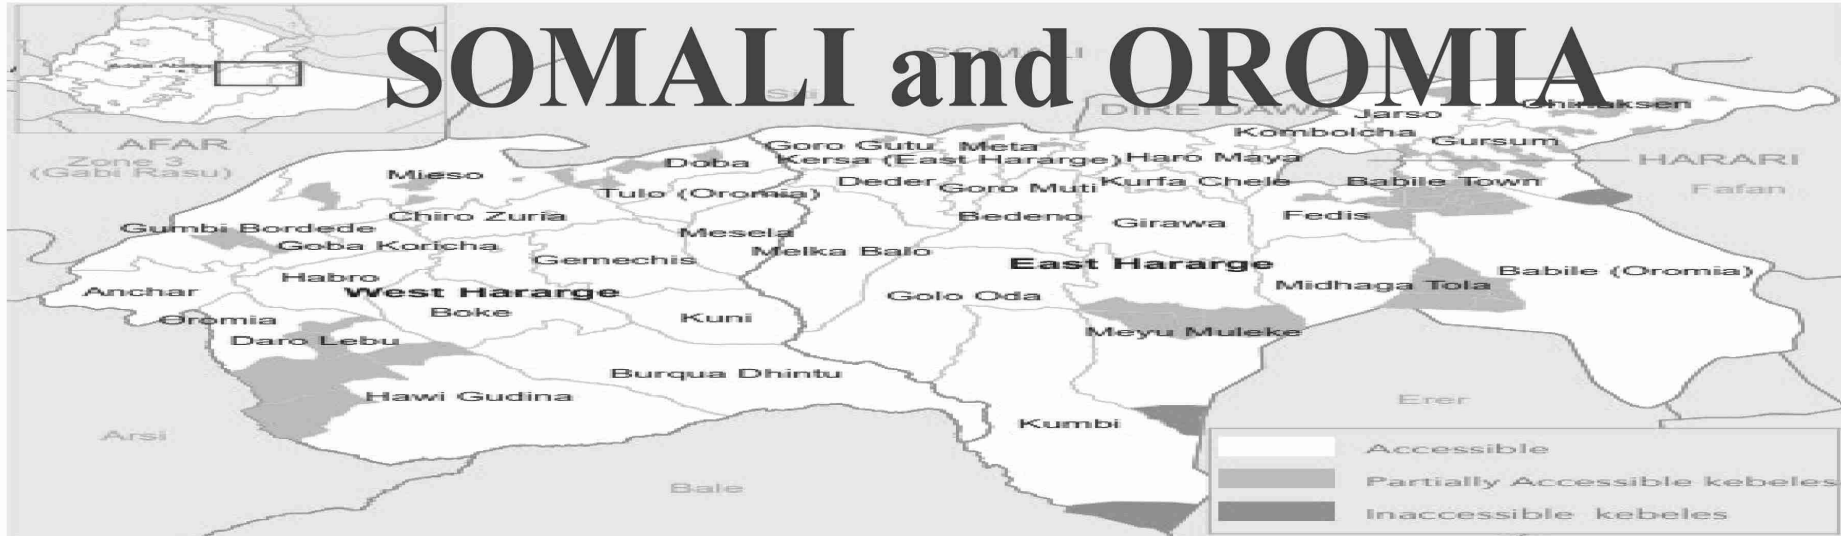 SOMALI and OROMIA
SOMALI
Siti
DIRE DAWA
Chinaksen
Jarso
AFAR
Zone 3
(Gabi Rasu)
Kombolcha
Goro Gutu Meta
Gursum
Doba
Kersa (East Hararge)
Haro Maya
HARARI
Mieso
Tulo (Oromia)
Deder
Goro Muti
Kurfa Chele
Babile Town
Fafan
Chiro Zuria
Bedeno
Girawa
Fedis
Gumbi Bordede
Goba Koricha
Mesela
Melka Balo
Gemechis
East Hararge
Babile (Oromia)
Habro
Anchar
West Hararge
Golo Oda
Midhaga Tola
Oromia
Boke
Kuni
Meyu Muleke
Daro Lebu
Burqua Dhintu
Hawi Gudina
Erer
Kumbi
Arsi
Bale
Accessible
Partially Accessible kebeles
Inaccessible kebeles